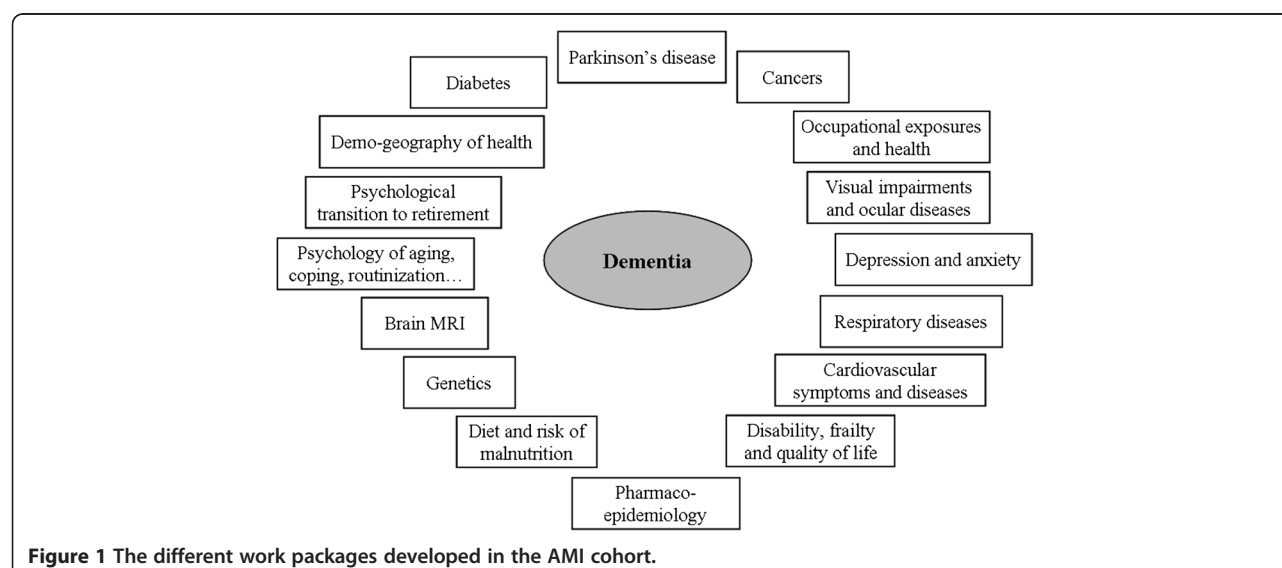 Parkinson's disease
Diabetes
Cancers
Demo-geography of health
Occupational exposures
and health
Psychological
transition to retirement
Visual impairments
and ocular diseases
Psychology of aging,
coping, routinization…
Dementia
Depression and anxiety
Brain MRI
Respiratory diseases
Genetics
Cardiovascular
symptoms and diseases
Diet and risk of
malnutrition
Disability, frailty
and quality of life
Pharmaco-
epidemiology
Figure 1 The different work packages developed in the AMI cohort.